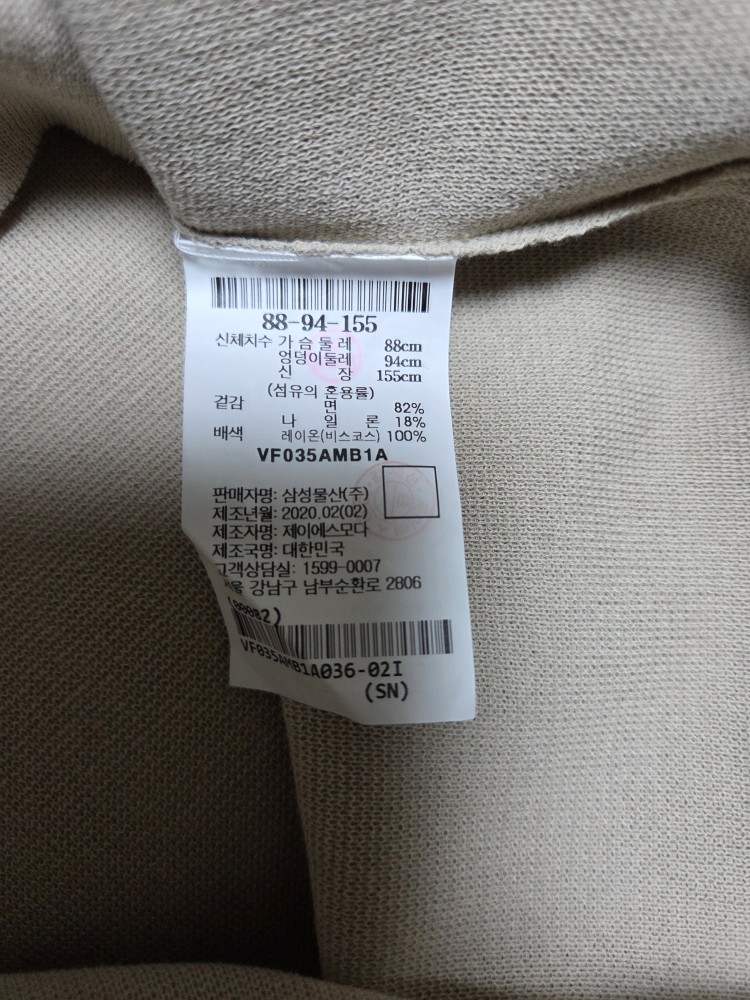 88-94-155
신체치수 가 슴 둘 레 88cm
엉덩이둘레 94cm
신 장 155cm
(섬유의 혼용률)
겉감 면 82%
나 일 론 18%
배색 레이온(비스코스) 100%
VF035AMB1A
판매자명: 삼성물산(주)
제조년월: 2020.02(02)
제조자명: 제이에스모다
제조국명: 대한민국
고객상담실: 1599-0007
서울 강남구 남부순환로 2806
VF035AMB1A036-02I
(SN)